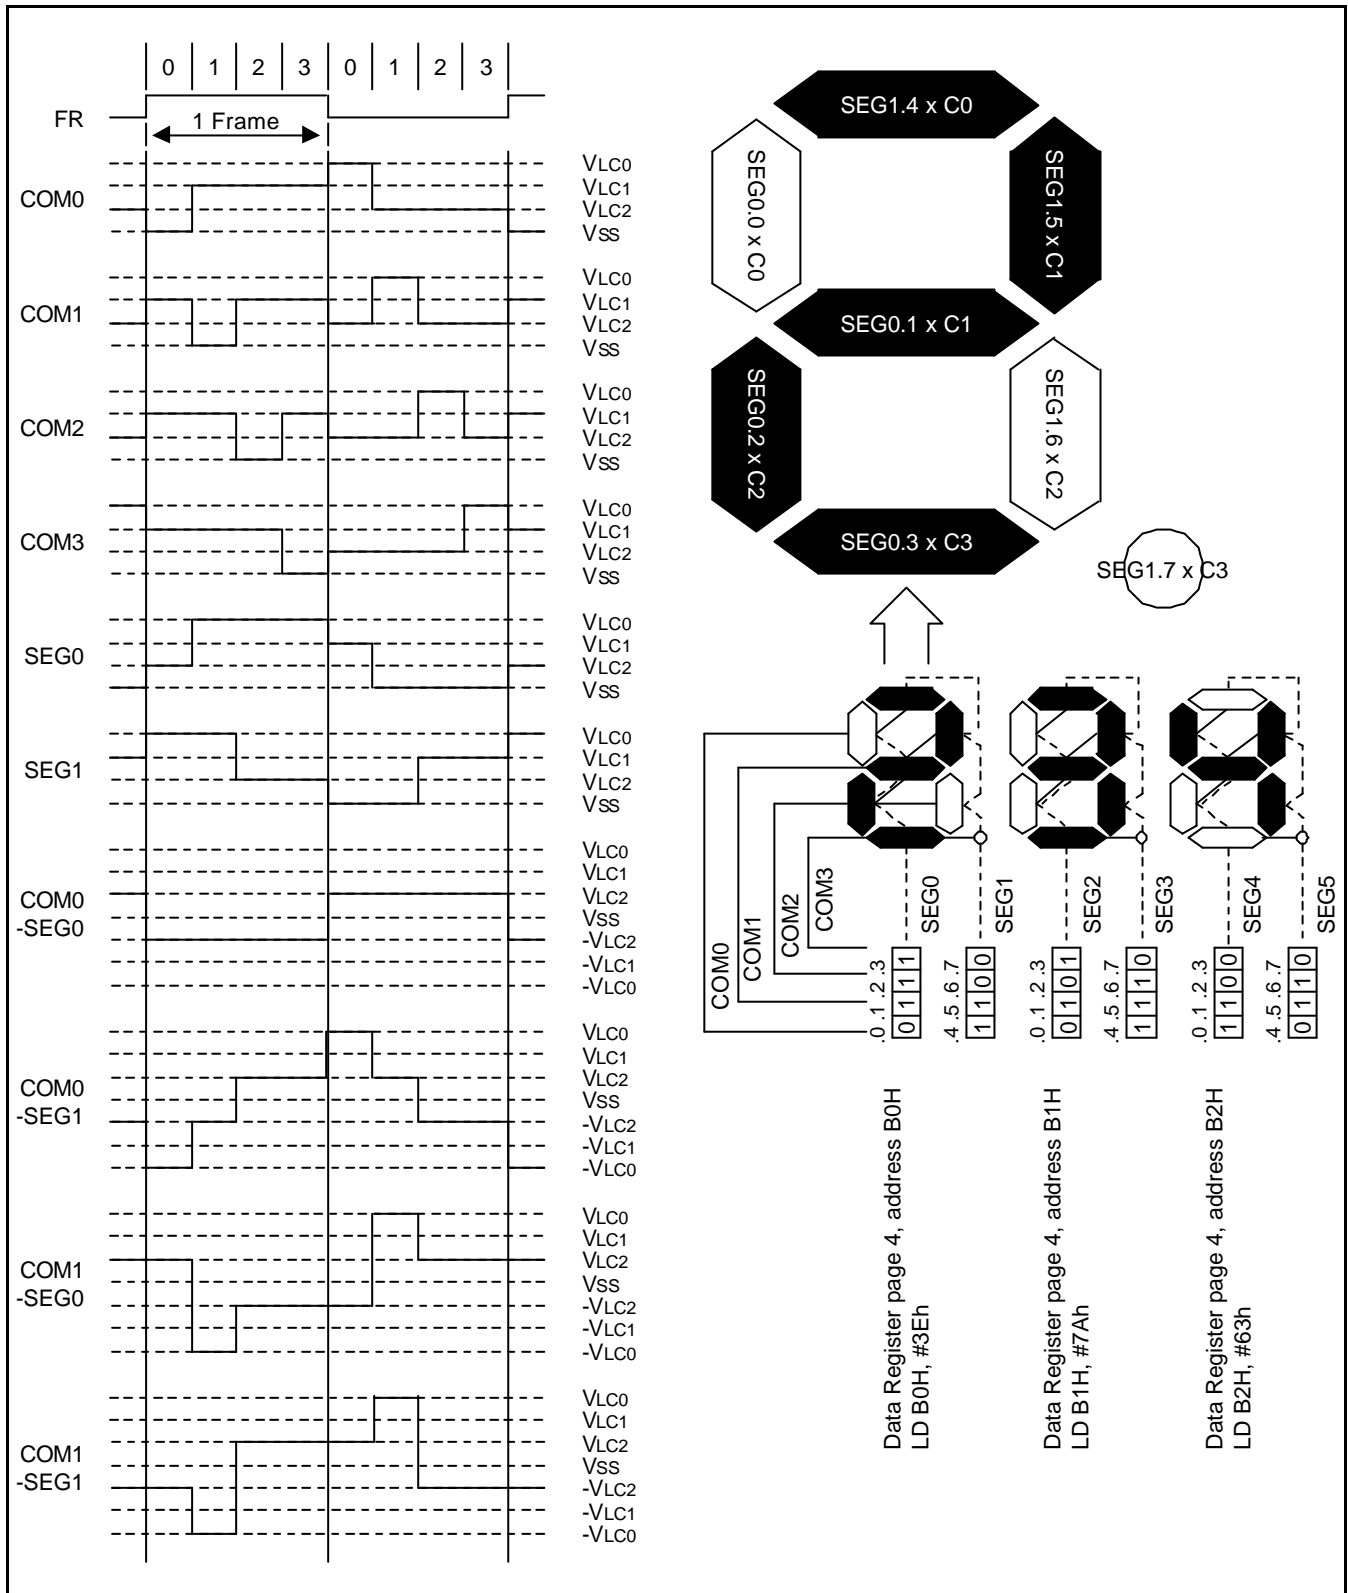 0 1 2 3 0 1 2 3
FR
1 Frame
COM0
VLC0
VLC1
VLC2
VSS
COM1
VLC0
VLC1
VLC2
VSS
COM2
VLC0
VLC1
VLC2
VSS
COM3
VLC0
VLC1
VLC2
VSS
SEG0
VLC0
VLC1
VLC2
VSS
SEG1
VLC0
VLC1
VLC2
VSS
COM0
-SEG0
VLC0
VLC1
VLC2
VSS
-VLC2
-VLC1
-VLC0
COM0
-SEG1
VLC0
VLC1
VLC2
VSS
-VLC2
-VLC1
-VLC0
COM1
-SEG0
VLC0
VLC1
VLC2
VSS
-VLC2
-VLC1
-VLC0
COM1
-SEG1
VLC0
VLC1
VLC2
VSS
-VLC2
-VLC1
-VLC0
SEG1.4 x C0
SEG0.0 x C0
SEG1.5 x C1
SEG0.1 x C1
SEG0.2 x C2
SEG1.6 x C2
SEG0.3 x C3
SEG1.7 x C3
COM0
COM1
COM2
COM3
SEG0
SEG1
SEG2
SEG3
SEG4
SEG5
.0 .1 .2 .3
0 1 1 1
.4 .5 .6 .7
1 1 0 0
.0 .1 .2 .3
0 1 0 1
.4 .5 .6 .7
1 1 1 0
.0 .1 .2 .3
1 1 0 0
.4 .5 .6 .7
0 1 1 0
Data Register page 4, address B0H
LD B0H, #3Eh
Data Register page 4, address B1H
LD B1H, #7Ah
Data Register page 4, address B2H
LD B2H, #63h